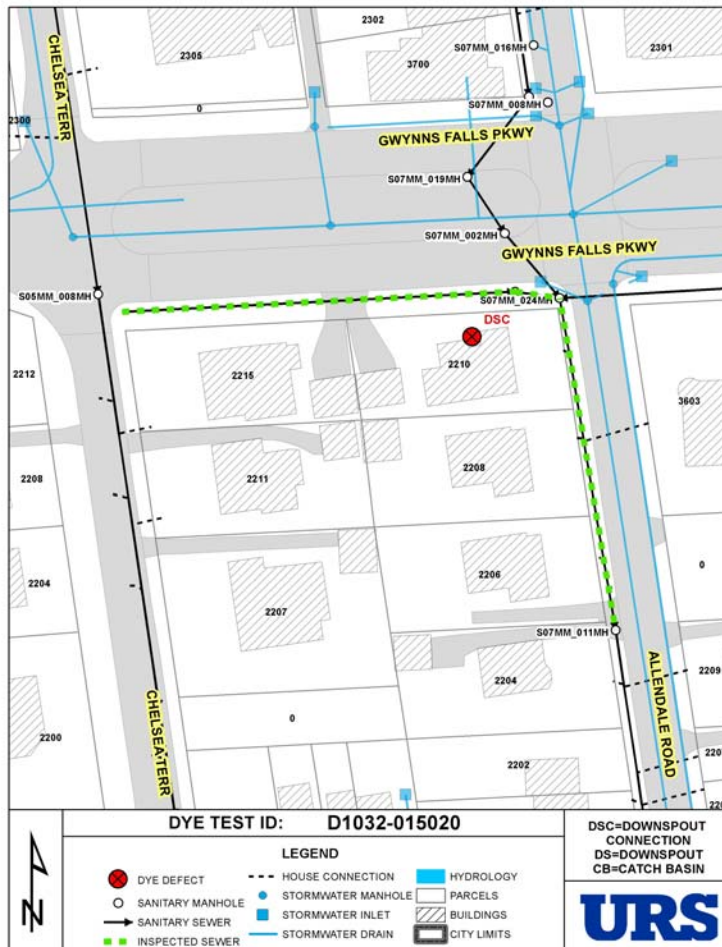 2302
2305
CHELSEA TERR
S07MM_016MH
3700
2301
0
S07MM_008MH
2300
GWYNNS FALLS PKWY
S07MM_019MH
S07MM_002MH
GWYNNS FALLS PKWY
S05MM_008MH
S07MM_024MH
DSC
2215
2210
2212
3603
2211
2208
2208
2204
2206
0
2207
S07MM_011MH
2204
2209
ALLENDALE ROAD
CHELSEA TERR
0
2200
2202
220
220
DYE TEST ID: D1032-015020
LEGEND
DYE DEFECT
SANITARY MANHOLE
SANITARY SEWER
INSPECTED SEWER
HOUSE CONNECTION
STORMWATER MANHOLE
STORMWATER INLET
STORMWATER DRAIN
HYDROLOGY
PARCELS
BUILDINGS
CITY LIMITS
N
DSC=DOWNSPOUT
CONNECTION
DS=DOWNSPOUT
CB=CATCH BASIN
URS